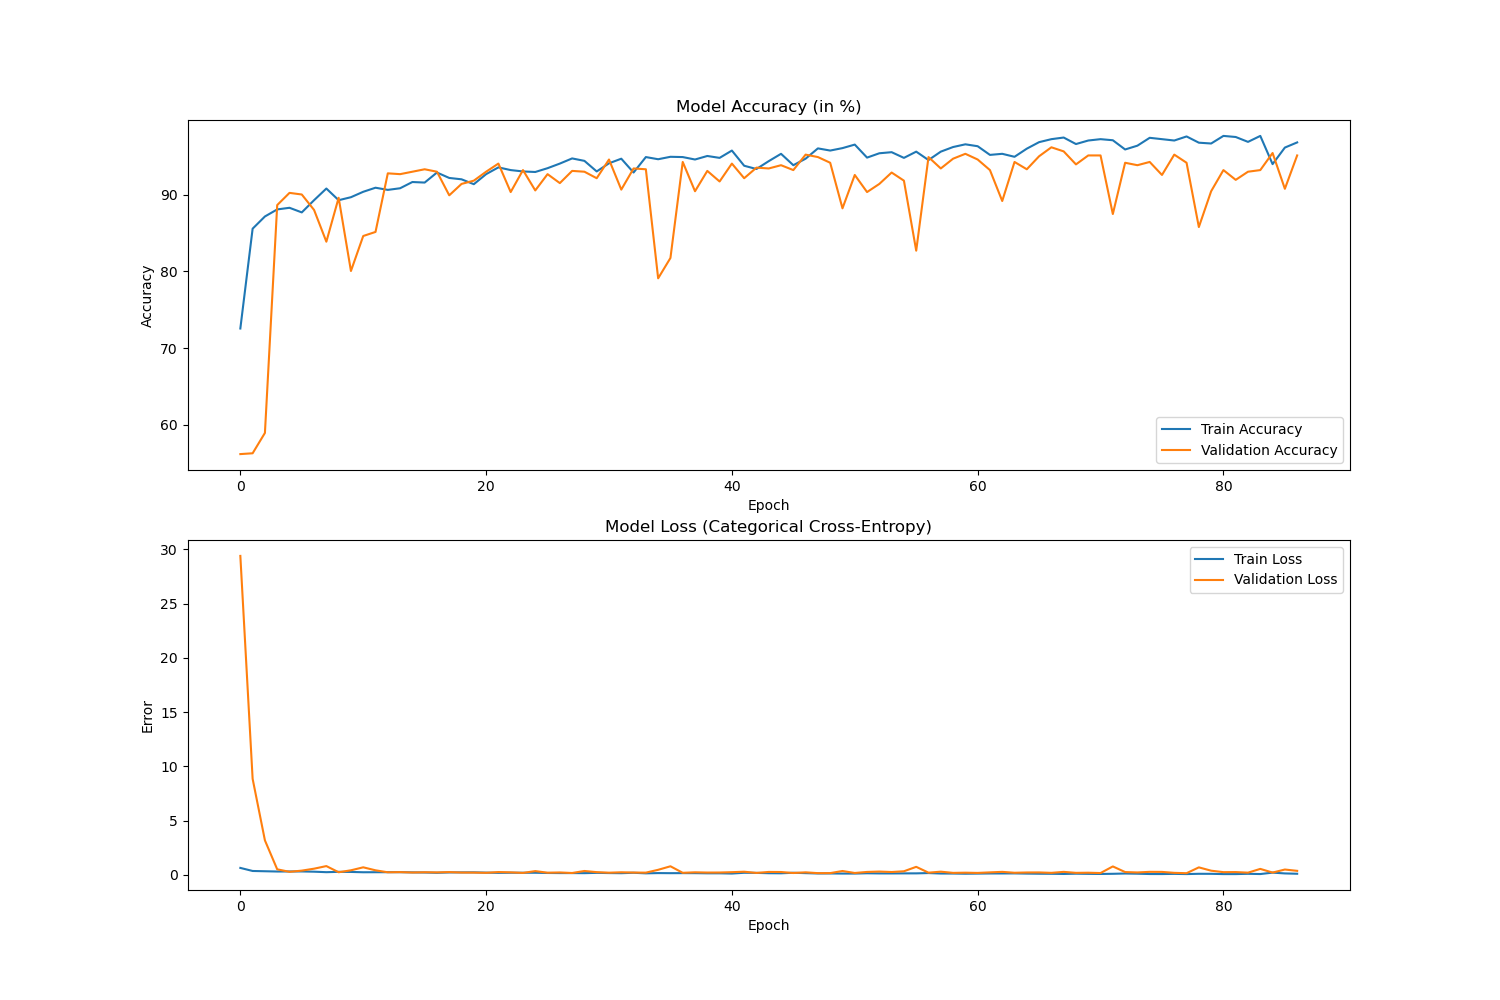 Model Accuracy (in %)
Accuracy
90
80
70
60
Train Accuracy
Validation Accuracy
0 20 40 60 80
Epoch
Model Loss (Categorical Cross-Entropy)
Error
30
25
20
15
10
5
0
Train Loss
Validation Loss
0 20 40 60 80
Epoch